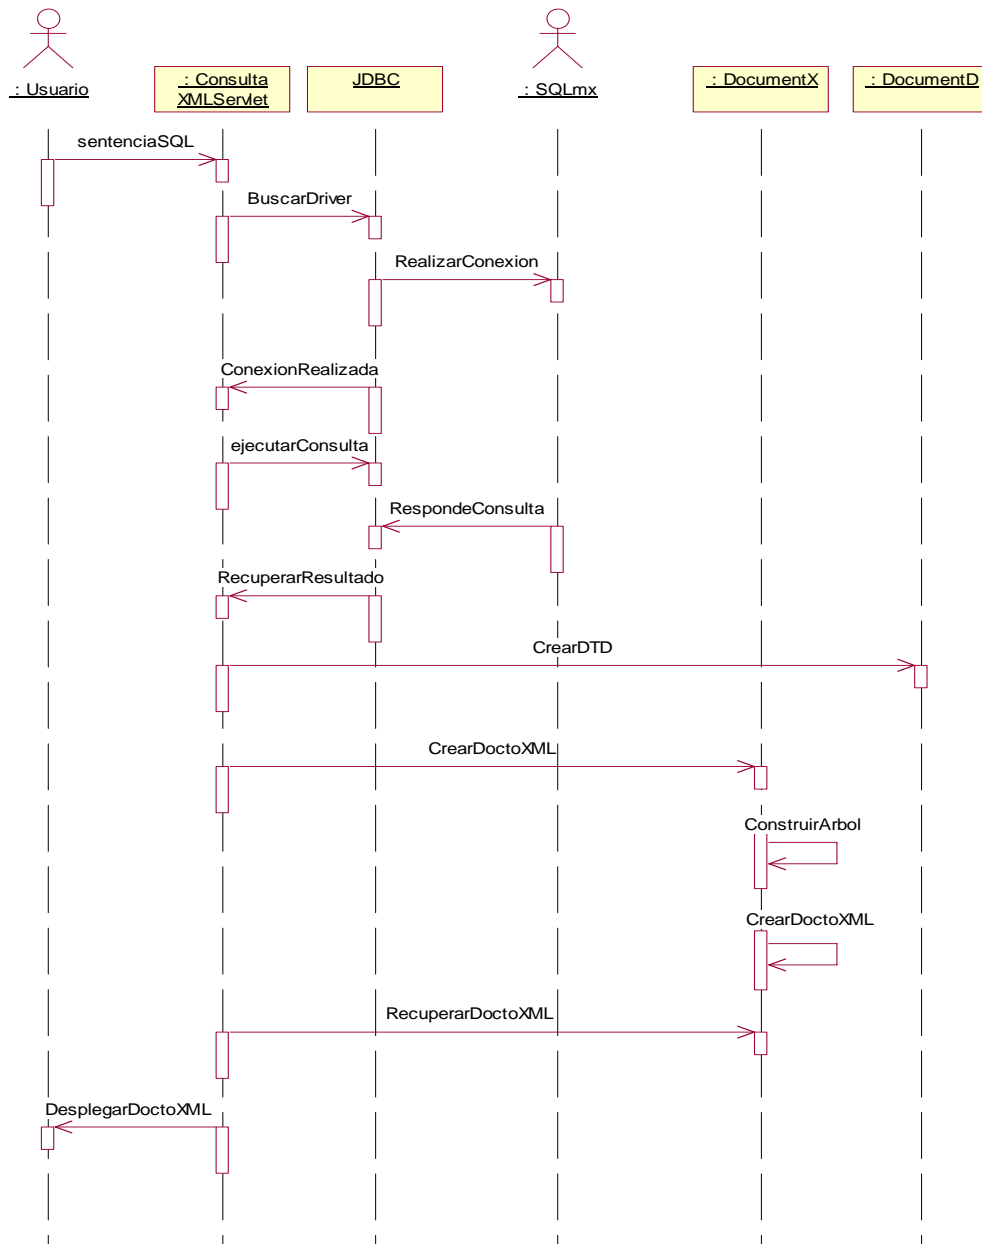 : Usuario
: Consulta
XMLServlet
JDBC
: SQLmx
: DocumentX
: DocumentD
sentenciaSQL
BuscarDriver
RealizarConexion
ConexionRealizada
ejecutarConsulta
RespondeConsulta
RecuperarResultado
CrearDTD
CrearDoctoXML
ConstruirArbol
CrearDoctoXML
RecuperarDoctoXML
DesplegarDoctoXML